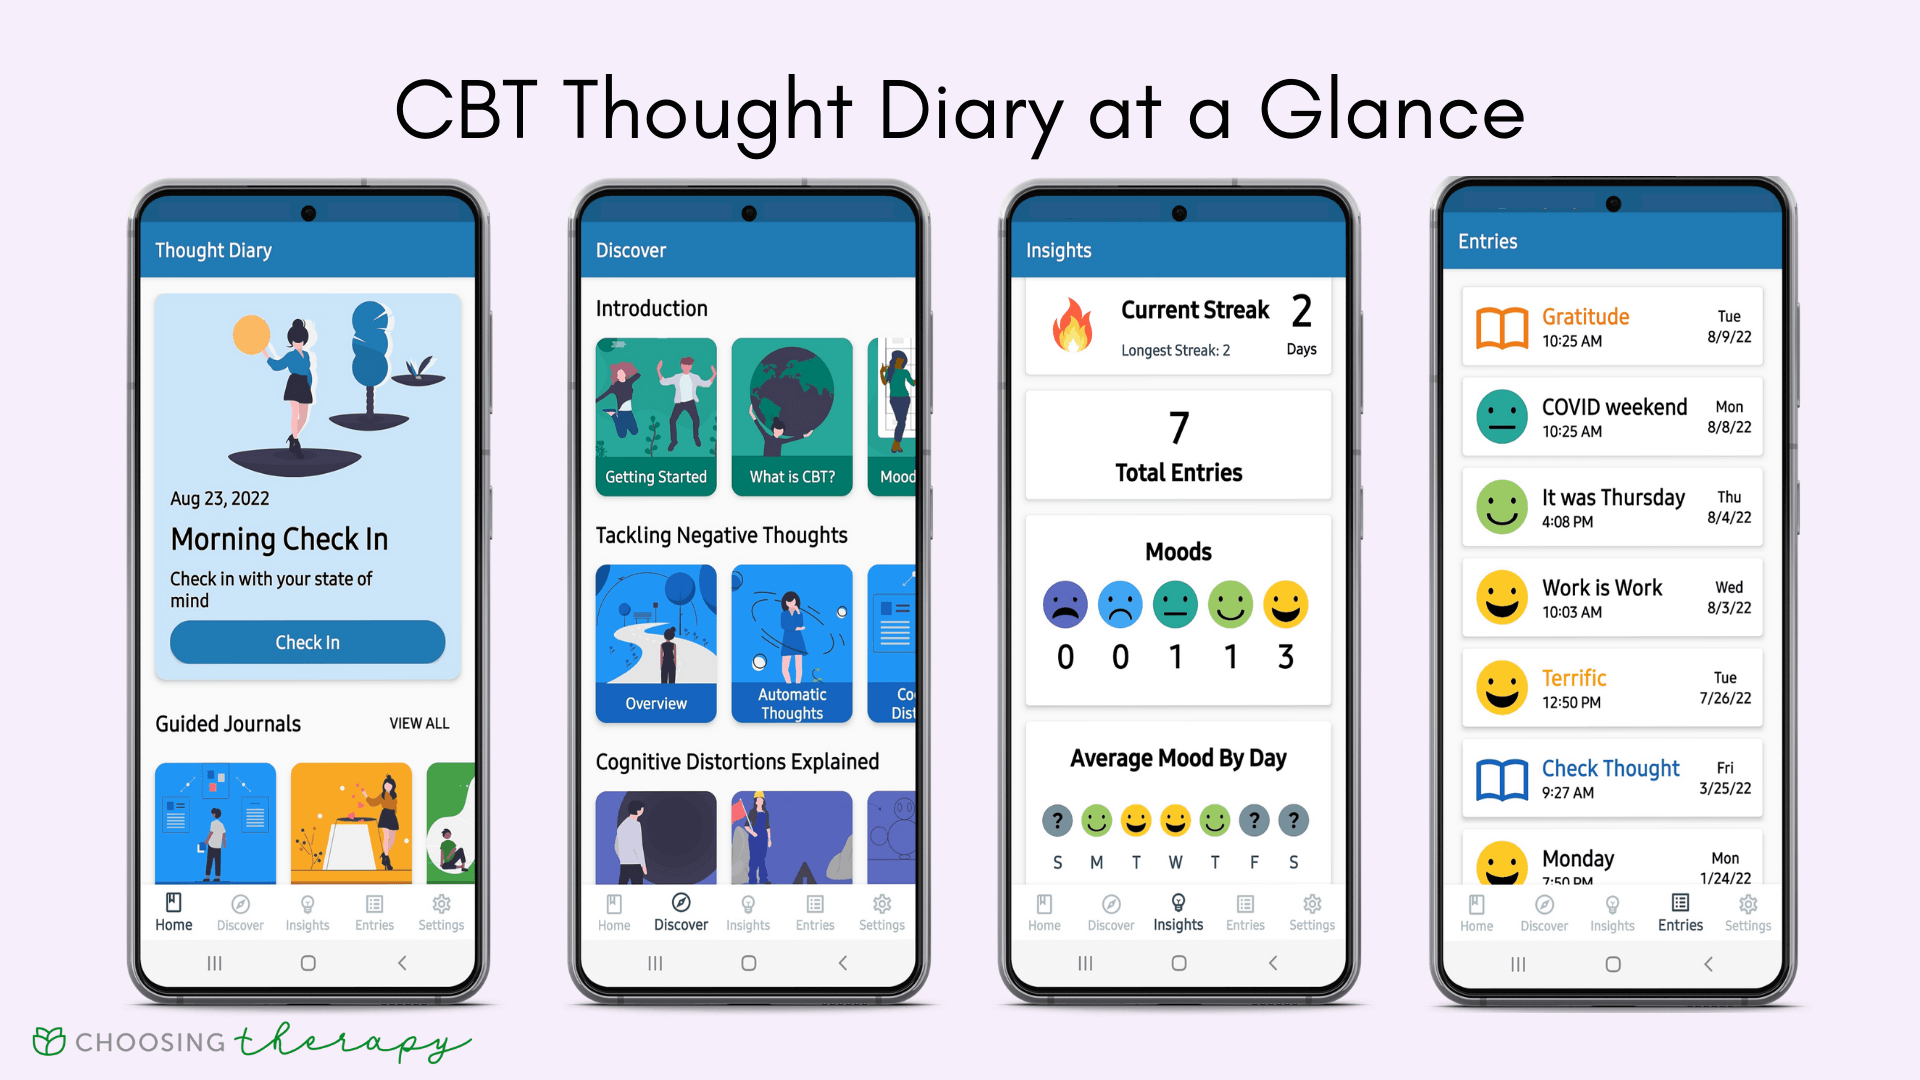 CBT Thought Diary at a Glance
Thought Diary
Aug 23, 2022
Morning Check In
Check in with your state of
mind
Check In
Guided Journals
VIEW ALL
Home
Discover
Insights
Entries
Settings
Discover
Introduction
Getting Started
What is CBT?
Mood
Tackling Negative Thoughts
Overview
Automatic
Thoughts
Co
Dist
Cognitive Distortions Explained
Home
Discover
Insights
Entries
Settings
Insights
Current Streak
2
Longest Streak: 2
Days
7
Total Entries
Moods
0 0 1 1 3
Average Mood By Day
? ? ?
S M T W T F S
Home
Discover
Insights
Entries
Settings
Entries
Gratitude
10:25 AM
Tue
8/9/22
COVID weekend
10:25 AM
Mon
8/8/22
It was Thursday
4:08 PM
Thu
8/4/22
Work is Work
10:03 AM
Wed
8/3/22
Terrific
12:50 PM
Tue
7/26/22
Check Thought
9:27 AM
Fri
3/25/22
Monday
7:50 PM
Mon
1/24/22
Home
Discover
Insights
Entries
Settings
CHOOSING therapy